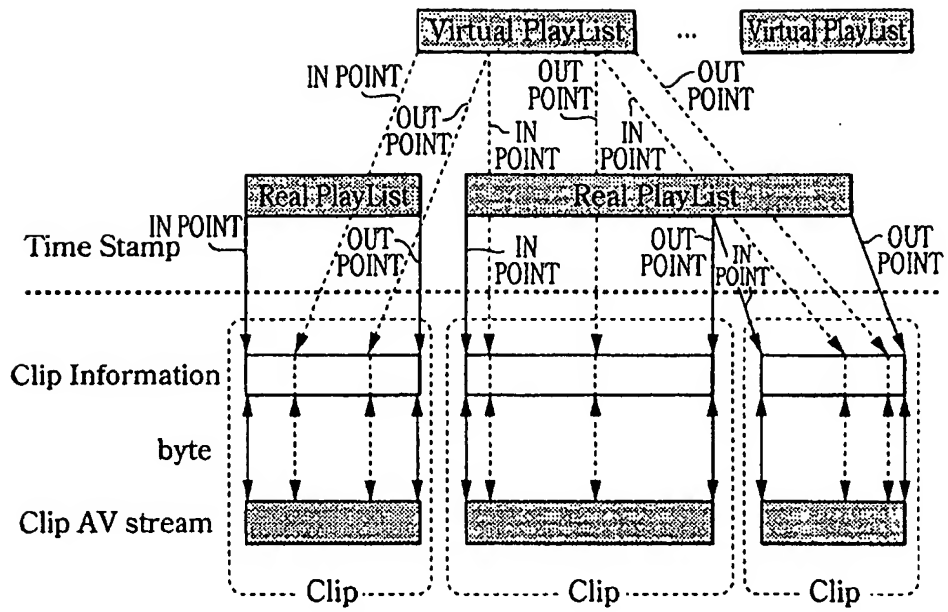 Virtual PlayList ... Virtual PlayList
IN POINT
OUT
POINT
IN
POINT
OUT
POINT
IN
POINT
OUT
POINT
Real PlayList
Real PlayList
IN POINT
Time Stamp
OUT
POINT
IN
POINT
OUT
POINT
IN
POINT
OUT
POINT
Clip Information
byte
Clip AV stream
Clip
Clip
Clip